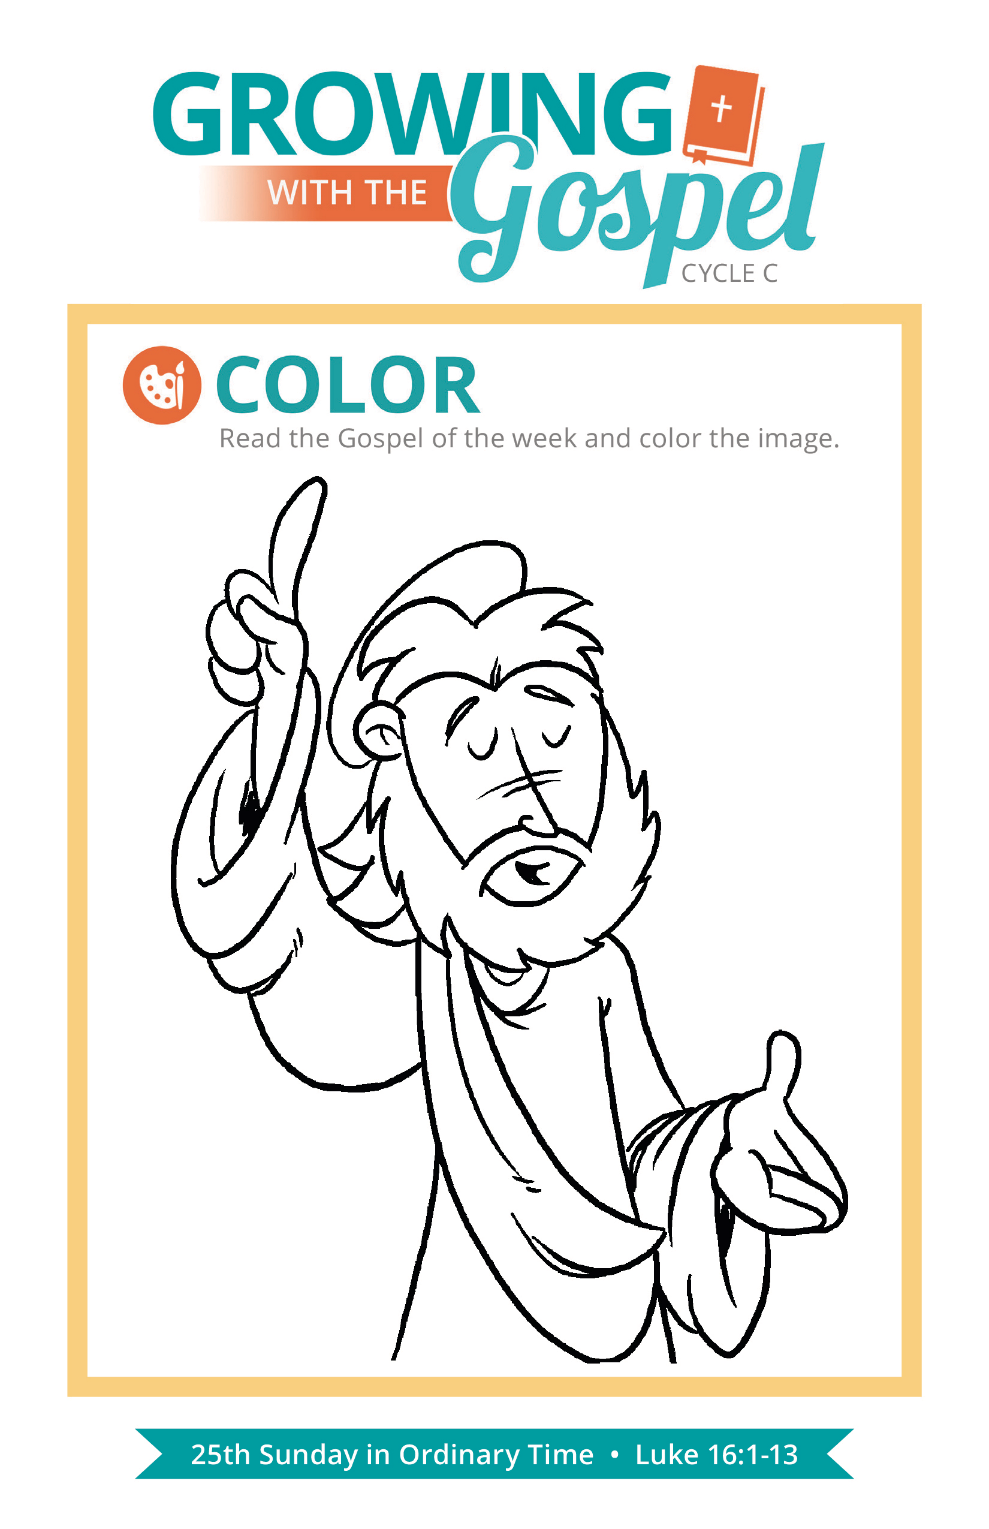 GROWING
WITH THE
Gospel
CYCLE C
COLOR
Read the Gospel of the week and color the image.
25th Sunday in Ordinary Time • Luke 16:1-13